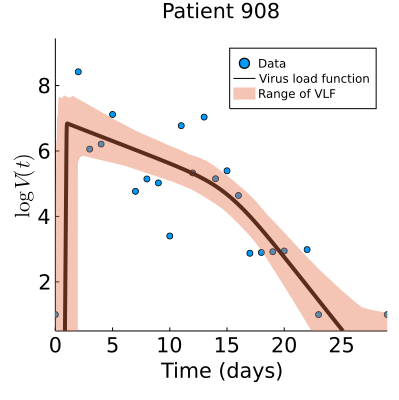 Patient 908
Data
Virus load function
Range of VLF
log V(t)
8
6
4
2
0 5 10 15 20 25
Time (days)